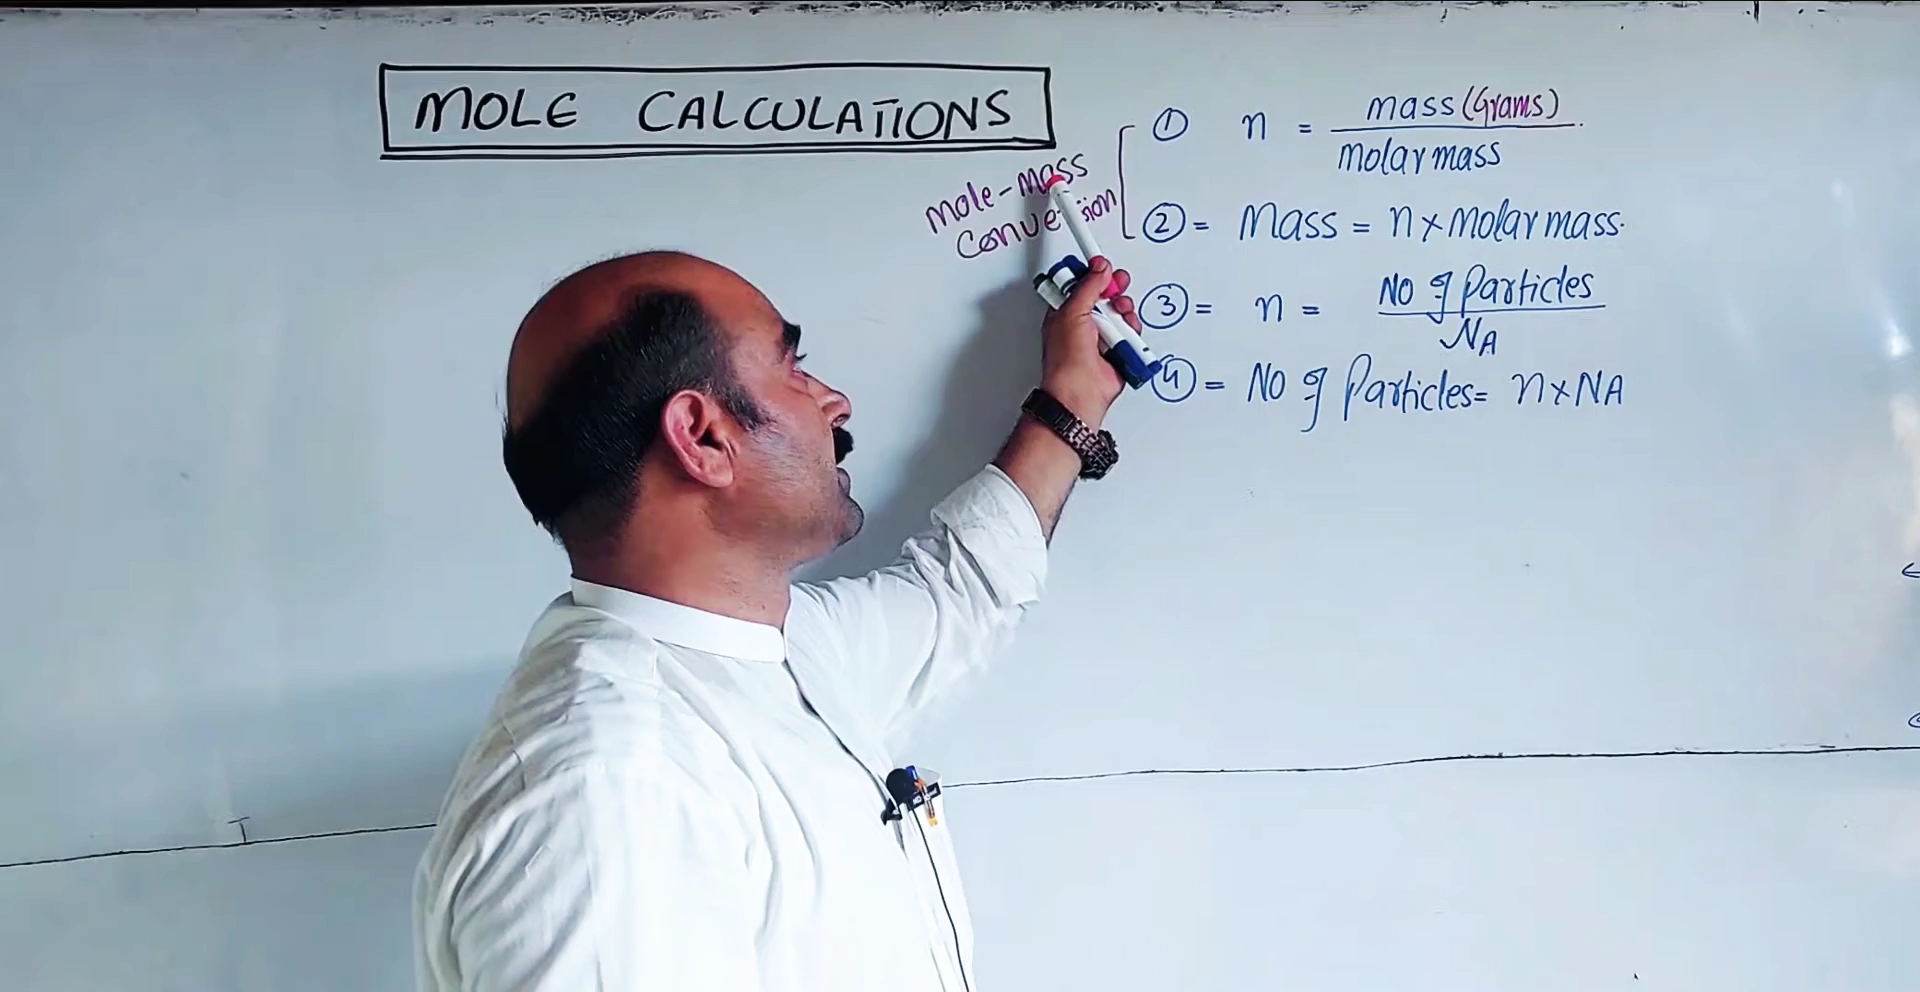 MOLE CALCULATIONS
① n = mass (Grams)
molar mass
mole - mass
Conversion
② = Mass = n × molar mass.
③ = n = NO of Particles
NA
④ = NO of Particles = n × NA